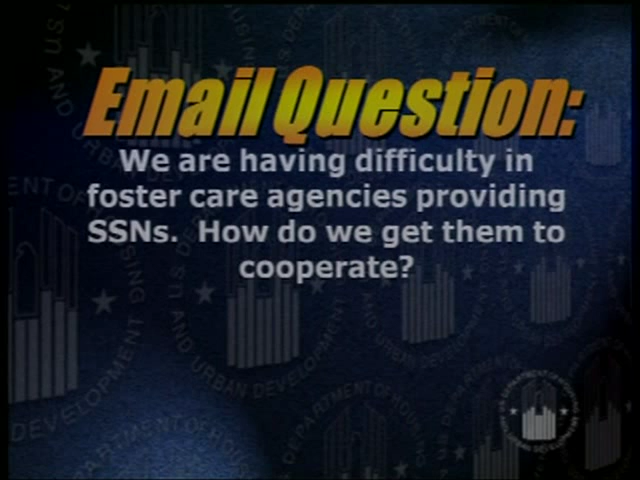 Email Question:
We are having difficulty in
foster care agencies providing
SSNs.  How do we get them to
cooperate?